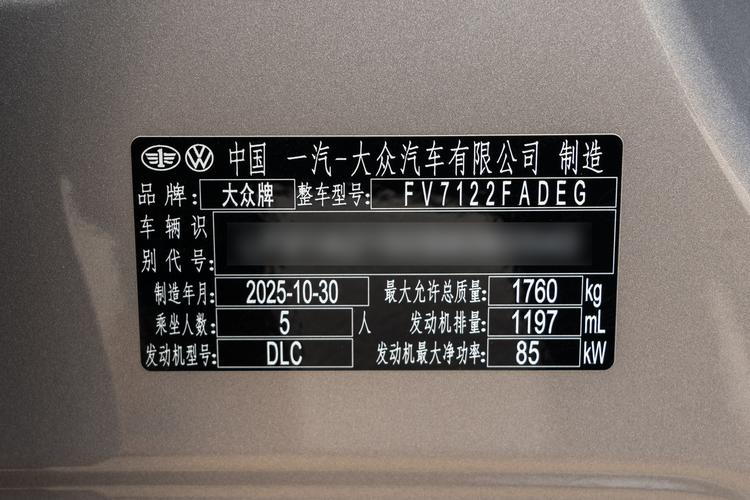 中国 一汽-大众汽车有限公司 制造
品牌: 大众牌 整车型号: FV7122FADEG
车辆识
别代号:
制造年月: 2025-10-30 最大允许总质量: 1760 kg
乘坐人数: 5 人 发动机排量: 1197 mL
发动机型号: DLC 发动机最大净功率: 85 kW